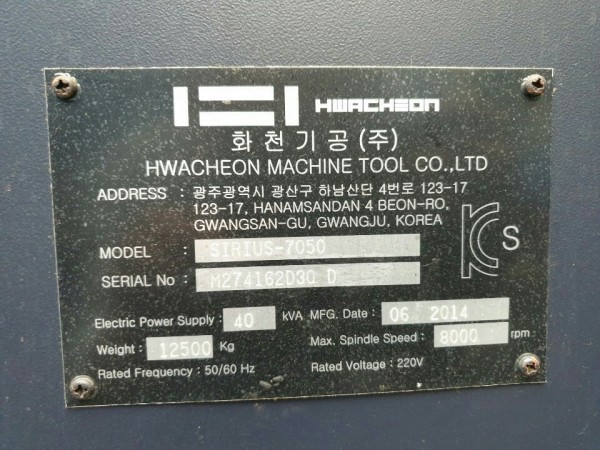 HWACHEON
화천기공(주)
HWACHEON MACHINE TOOL CO.,LTD
ADDRESS : 광주광역시 광산구 하남산단 4번로 123-17
123-17, HANAMSANDAN 4 BEON-RO,
GWANGSAN-GU, GWANGJU, KOREA
MODEL : SIRIUS-7050
SERIAL No : M274162D3Q D
KC S
Electric Power Supply : 40 kVA MFG. Date : 06 2014
Weight : 12500 Kg Max. Spindle Speed : 8000 rpm
Rated Frequency : 50/60 Hz Rated Voltage : 220V